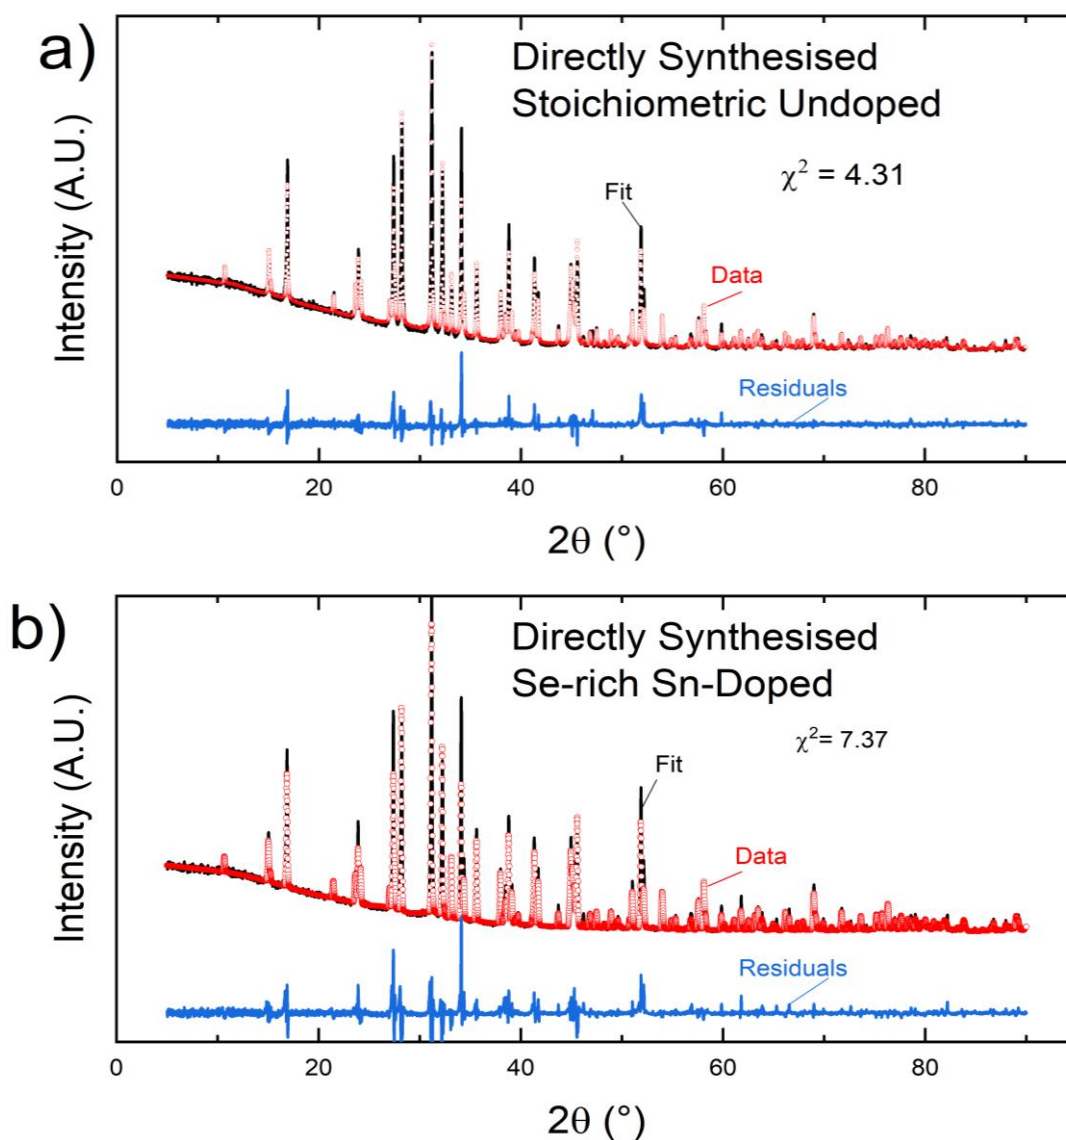 a)
Directly Synthesised
Stoichiometric Undoped
χ² = 4.31
Fit
Data
Residuals
Intensity (A.U.)
0 20 40 60 80
2θ (°)
b)
Directly Synthesised
Se-rich Sn-Doped
χ²= 7.37
Fit
Data
Residuals
Intensity (A.U.)
0 20 40 60 80
2θ (°)